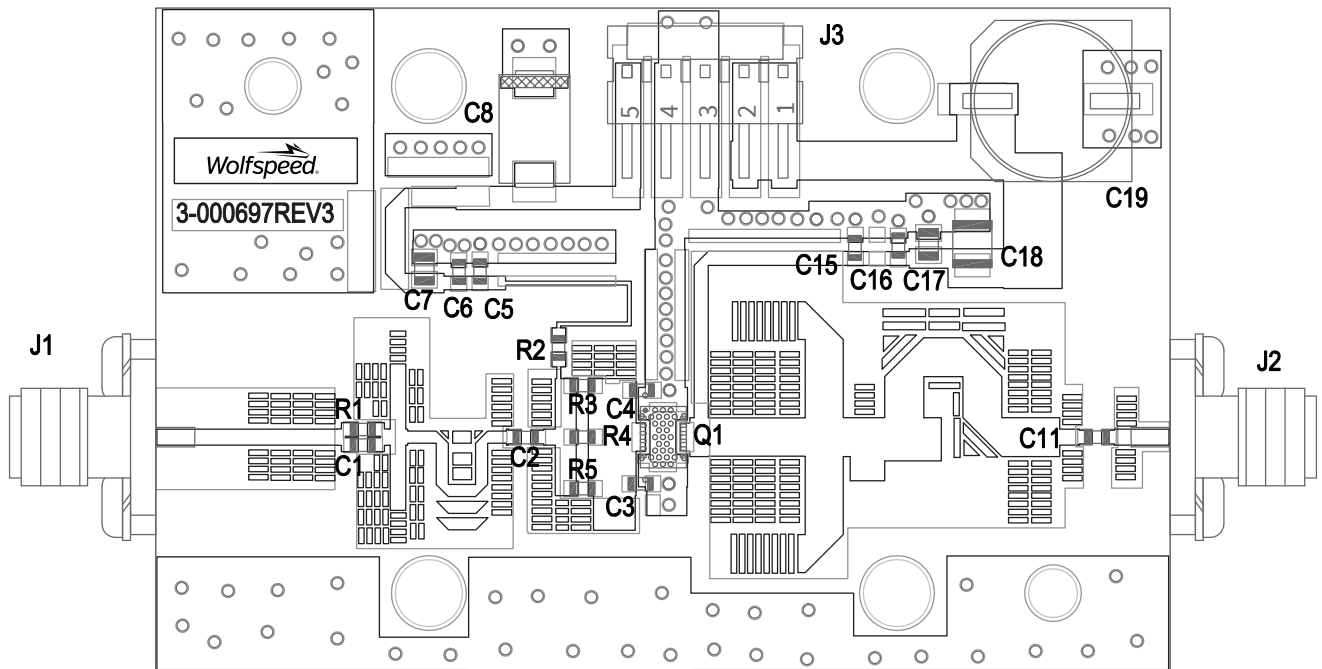 J3
C8
5
4
3
2
1
Wolfspeed.
3-000697REV3
C19
C7
C6
C5
C15
C16
C17
C18
J1
R2
J2
R1
R3
C4
R4
Q1
C1
C2
C11
R5
C3